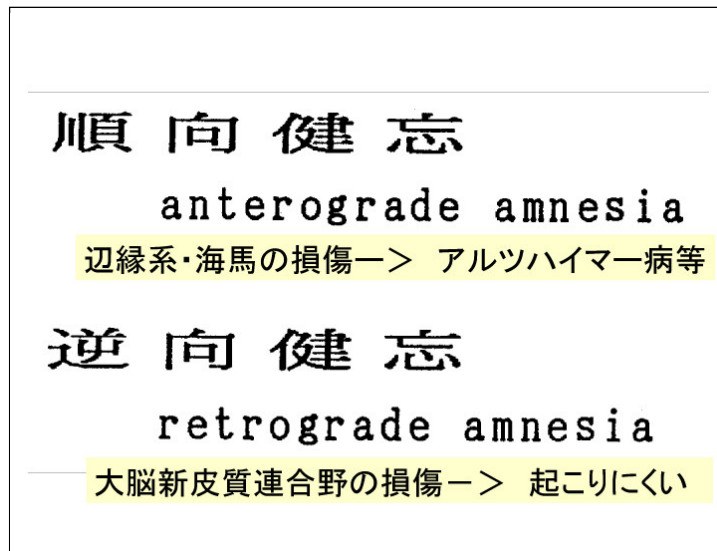 順向健忘
anterograde amnesia
辺縁系・海馬の損傷ー＞　アルツハイマー病等
逆向健忘
retrograde amnesia
大脳新皮質連合野の損傷－＞　起こりにくい